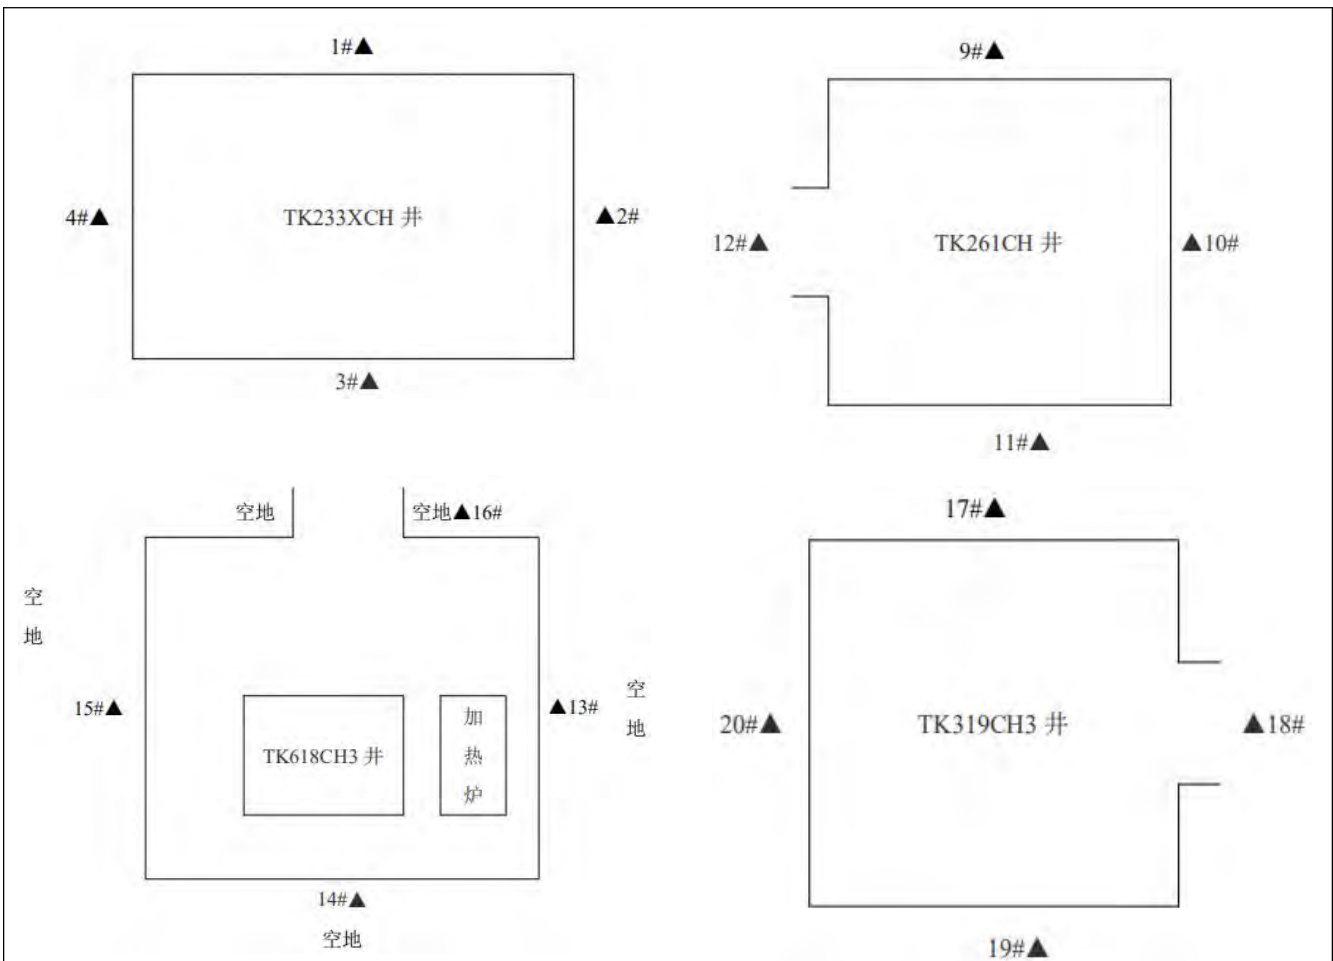 1#▲
4#▲
TK233XCH 井
▲2#
3#▲
9#▲
12#▲
TK261CH 井
▲10#
11#▲
空地
空地▲16#
空
地
15#▲
TK618CH3 井
加
热
炉
▲13#
空
地
14#▲
空地
17#▲
20#▲
TK319CH3 井
▲18#
19#▲